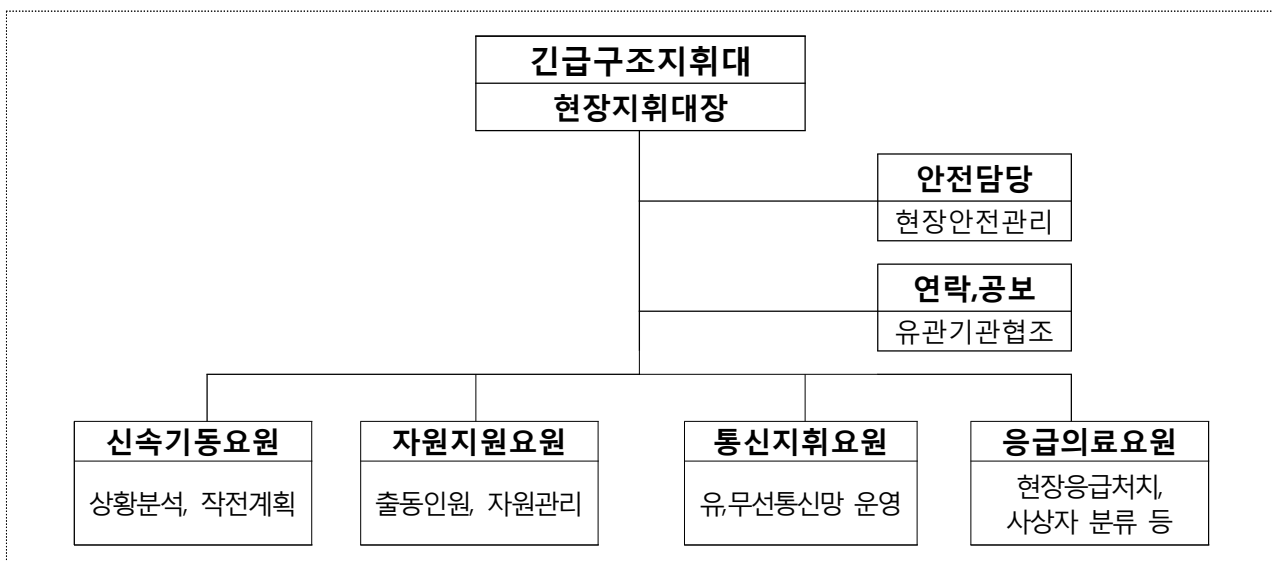 긴급구조지휘대
현장지휘대장
안전담당
현장안전관리
연락,공보
유관기관협조
신속기동요원
상황분석, 작전계획
자원지원요원
출동인원, 자원관리
통신지휘요원
유,무선통신망 운영
응급의료요원
현장응급처치,
사상자 분류 등